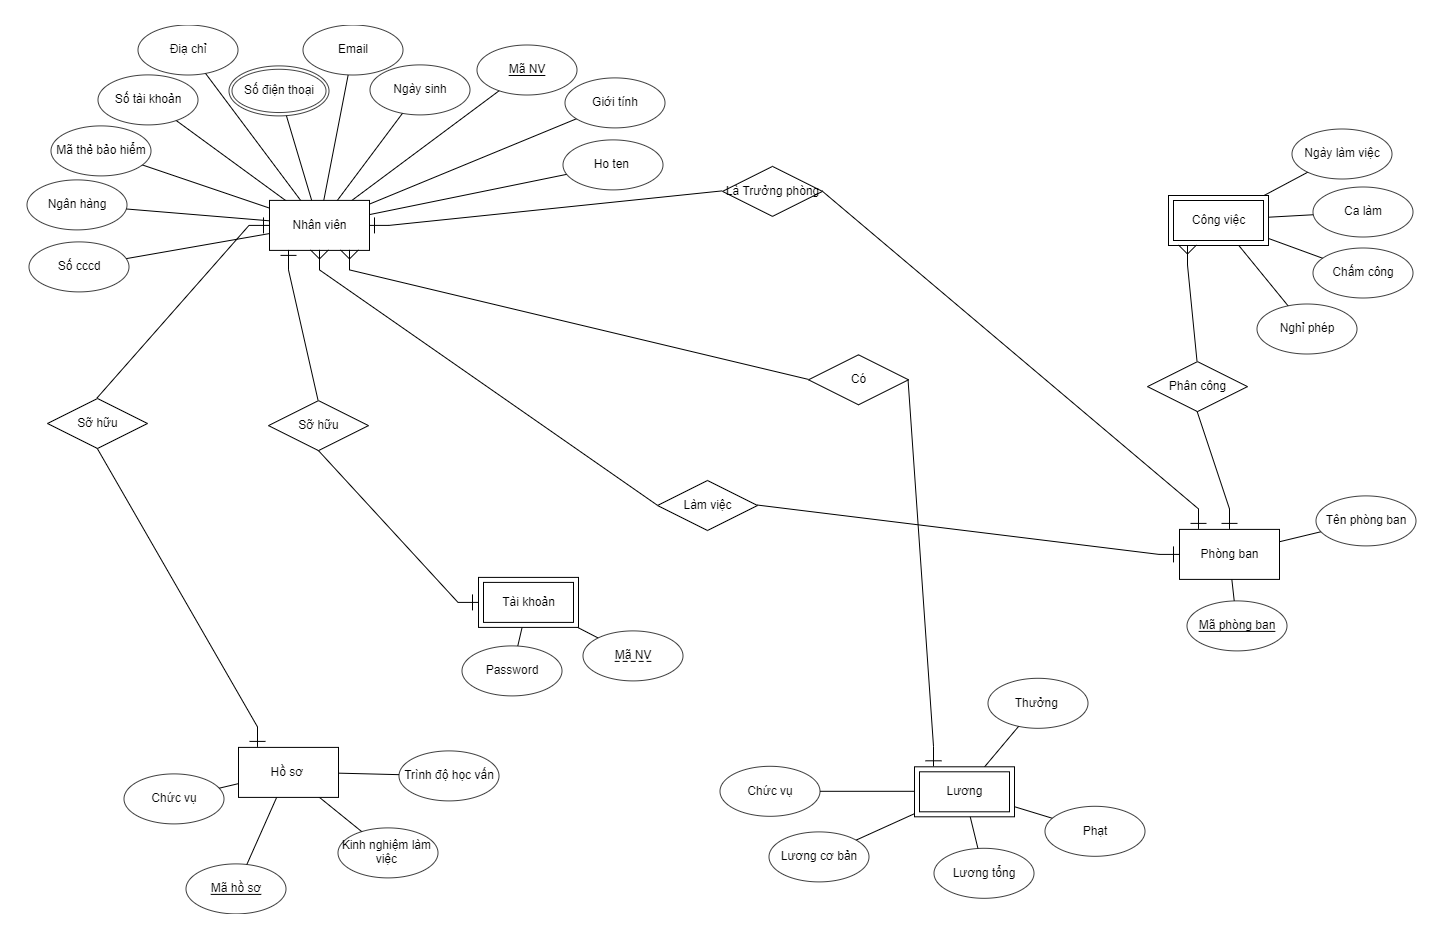 Địa chỉ
Email
Số điện thoại
Mã NV
Số tài khoản
Ngày sinh
Giới tính
Mã thẻ bảo hiểm
Ho ten
Ngày làm việc
Là Trưởng phòng
Ngân hàng
Nhân viên
Công việc
Ca làm
Số cccd
Chấm công
Nghỉ phép
Có
Phân công
Sỡ hữu
Sỡ hữu
Làm việc
Tên phòng ban
Phòng ban
Tài khoản
Mã phòng ban
Password
Mã NV
Thưởng
Hồ sơ
Trình độ học vấn
Chức vụ
Chức vụ
Lương
Kinh nghiệm làm
việc
Phạt
Lương cơ bản
Lương tổng
Mã hồ sơ